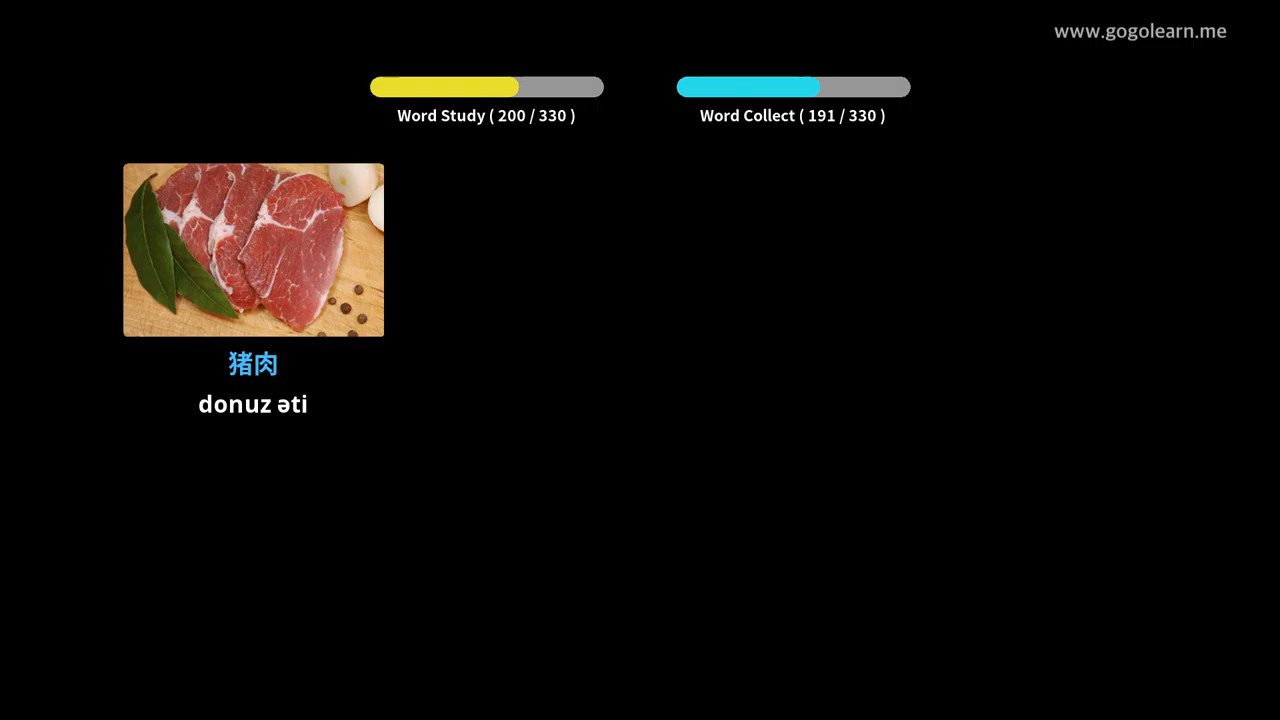 www.gogolearn.me
Word Study ( 200 / 330 )
Word Collect ( 191 / 330 )
猪肉
donuz əti